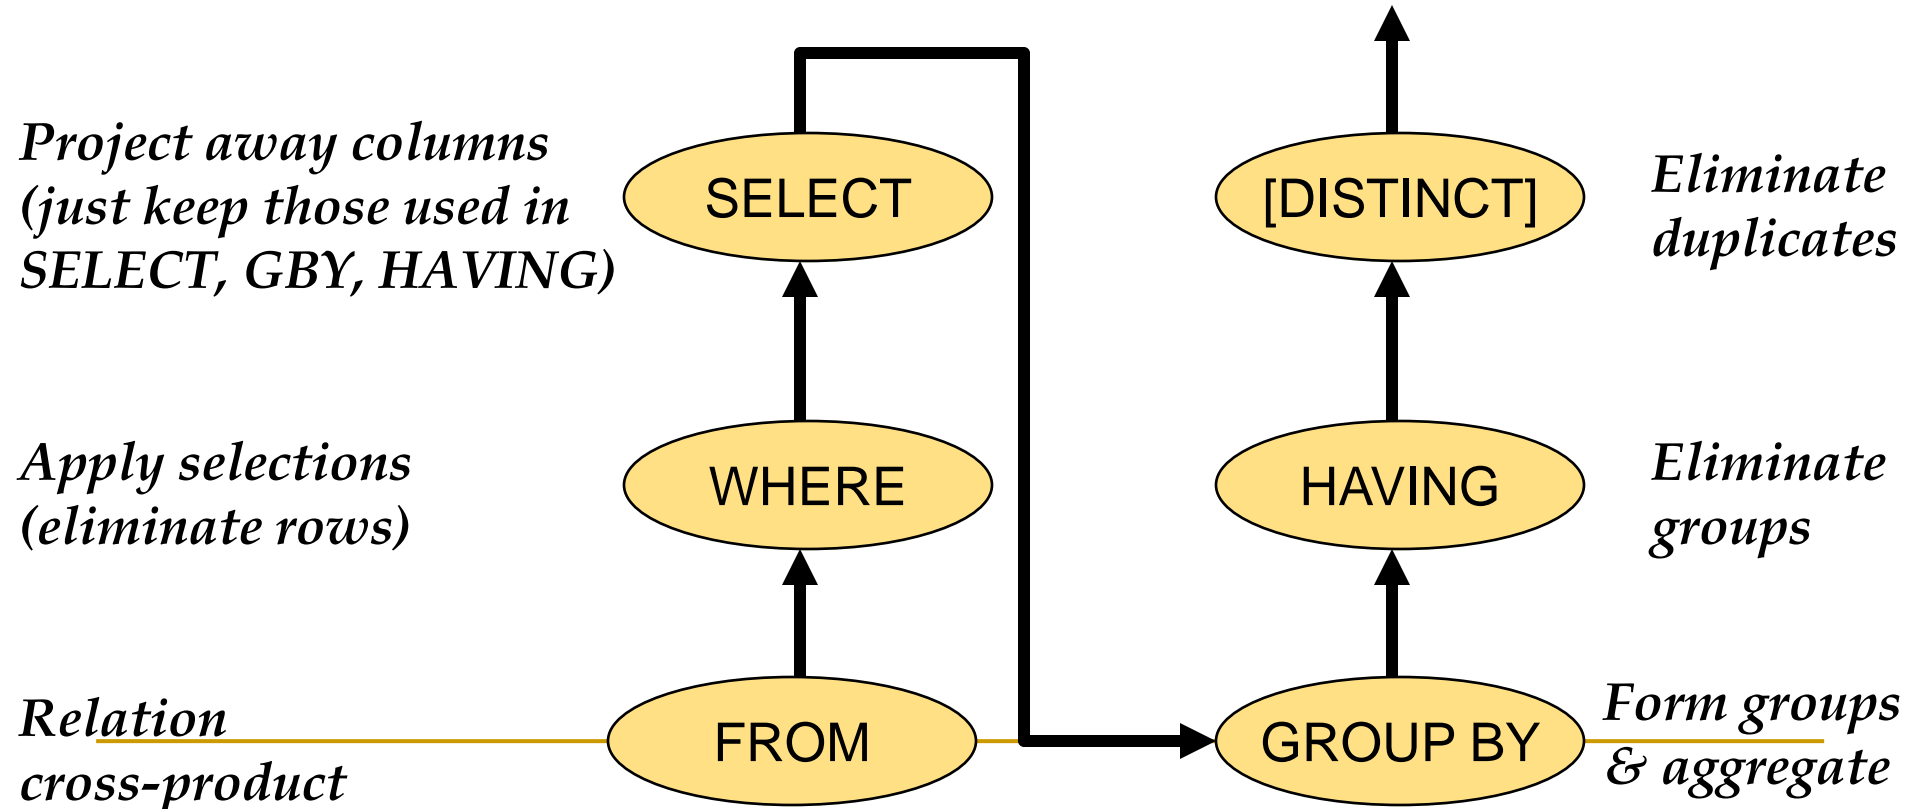 Project away columns
(just keep those used in
SELECT, GBY, HAVING)
SELECT
[DISTINCT]
Eliminate
duplicates
Apply selections
(eliminate rows)
WHERE
HAVING
Eliminate
groups
Relation
cross-product
FROM
GROUP BY
Form groups
& aggregate